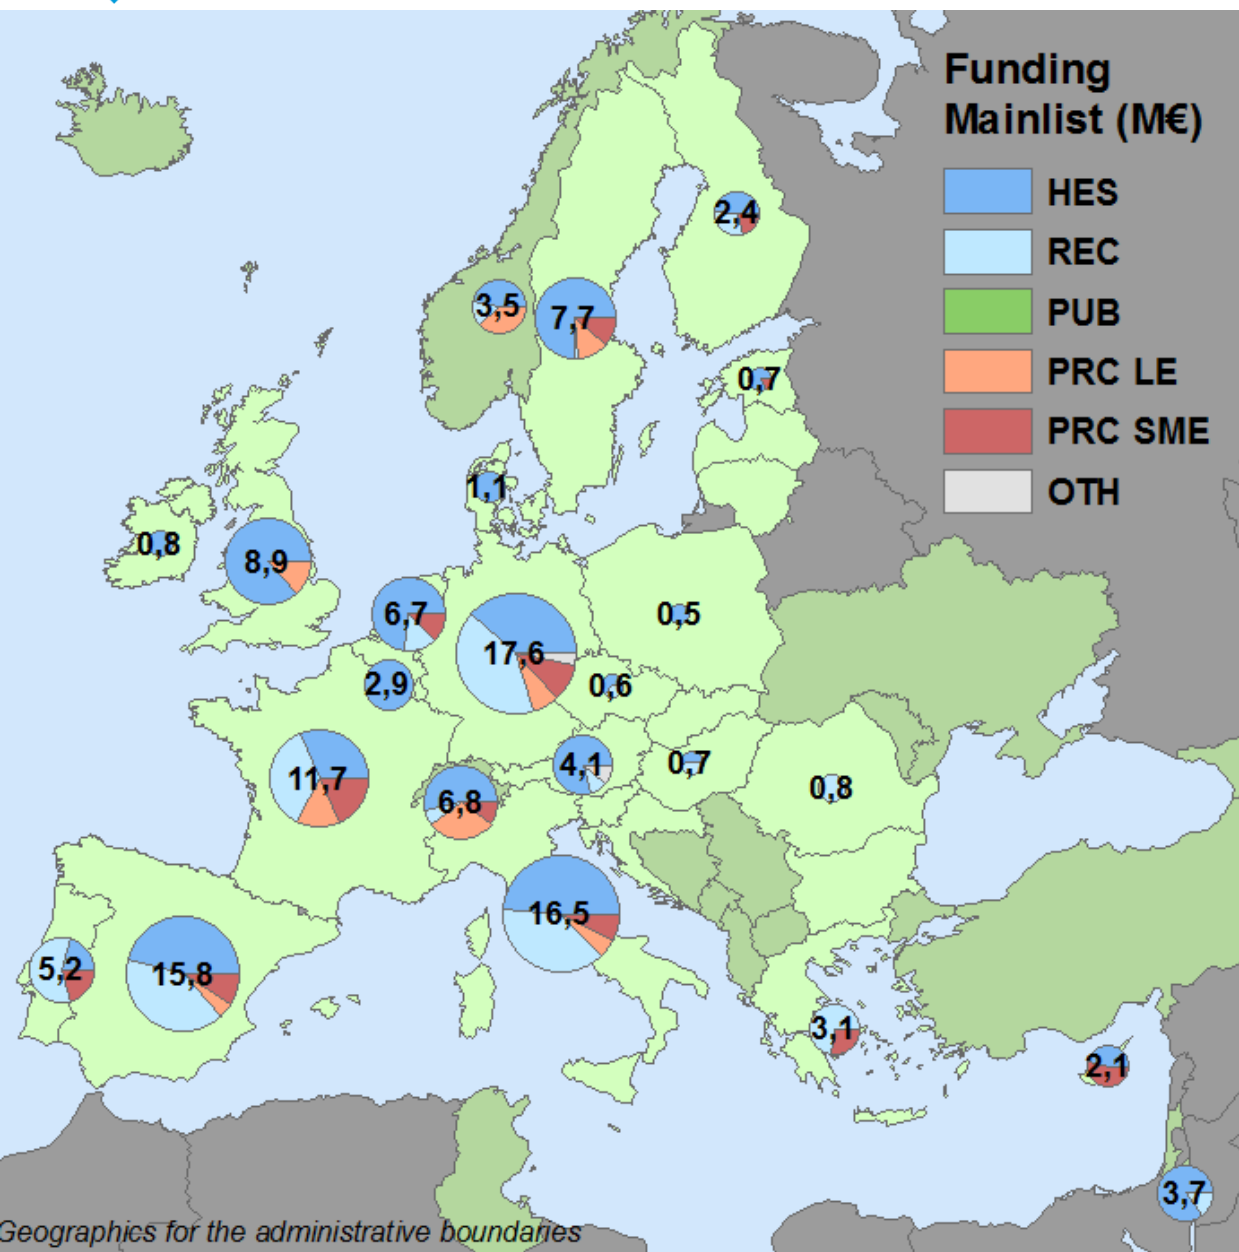 Funding
Mainlist (M€)
HES
REC
PUB
PRC LE
PRC SME
OTH
2,4
3,5
7,7
0,7
1,1
0,8
8,9
6,7
0,5
17,6
2,9
0,6
11,7
4,1
0,7
6,8
0,8
16,5
5,2
15,8
3,1
2,1
3,7
Geographics for the administrative boundaries